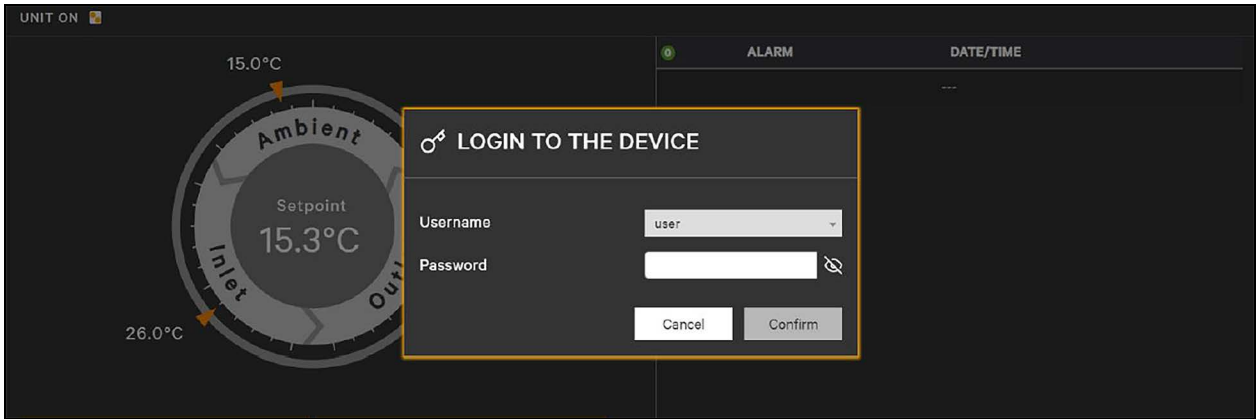 UNIT ON
0 ALARM DATE/TIME
---
15.0°C
Ambient
LOGIN TO THE DEVICE
Setpoint
15.3°C
Inlet
Username user
Password
Cancel Confirm
26.0°C